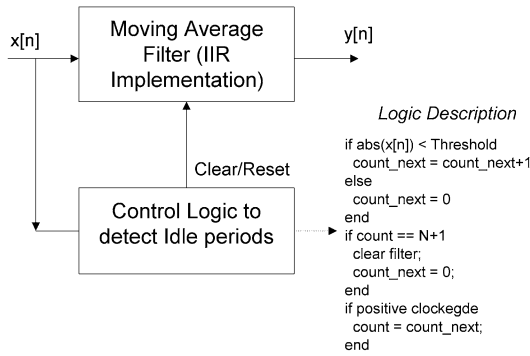 x[n]
Moving Average
Filter (IIR
Implementation)
y[n]
Clear/Reset
Control Logic to
detect Idle periods
Logic Description
if abs(x[n]) < Threshold
count_next = count_next+1
else
count_next = 0
end
if count == N+1
clear filter;
count_next = 0;
end
if positive clockegde
count = count_next;
end